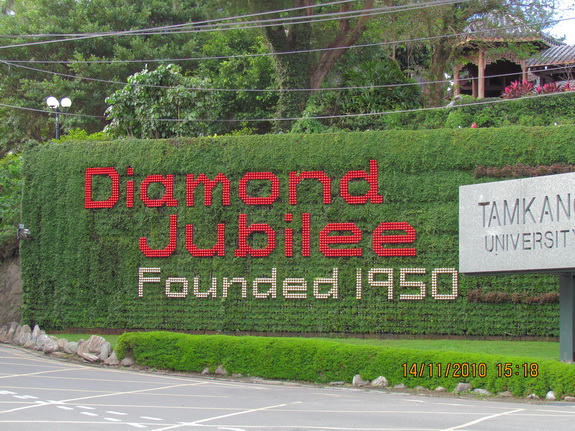 Diamond
Jubilee
Founded 1950
TAMKANG
UNIVERSITY
14/11/2010 15:18